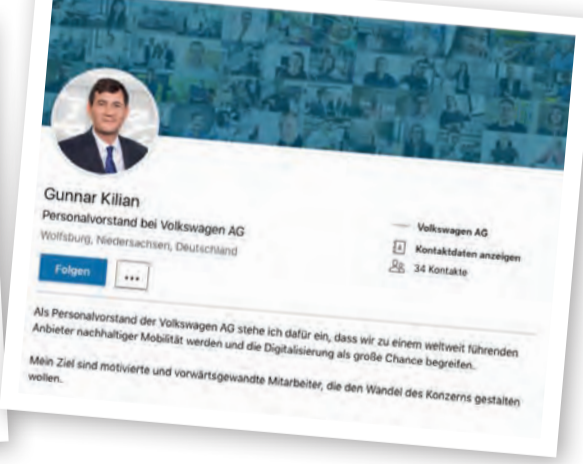 Gunnar Kilian
Personalvorstand bei Volkswagen AG
Wolfsburg, Niedersachsen, Deutschland
Folgen
...
Volkswagen AG
Kontaktdaten anzeigen
34 Kontakte
Als Personalvorstand der Volkswagen AG stehe ich dafür ein, dass wir zu einem weltweit führenden
Anbieter nachhaltiger Mobilität werden und die Digitalisierung als große Chance begreifen.
Mein Ziel sind motivierte und vorwärtsgewandte Mitarbeiter, die den Wandel des Konzerns gestalten
wollen.